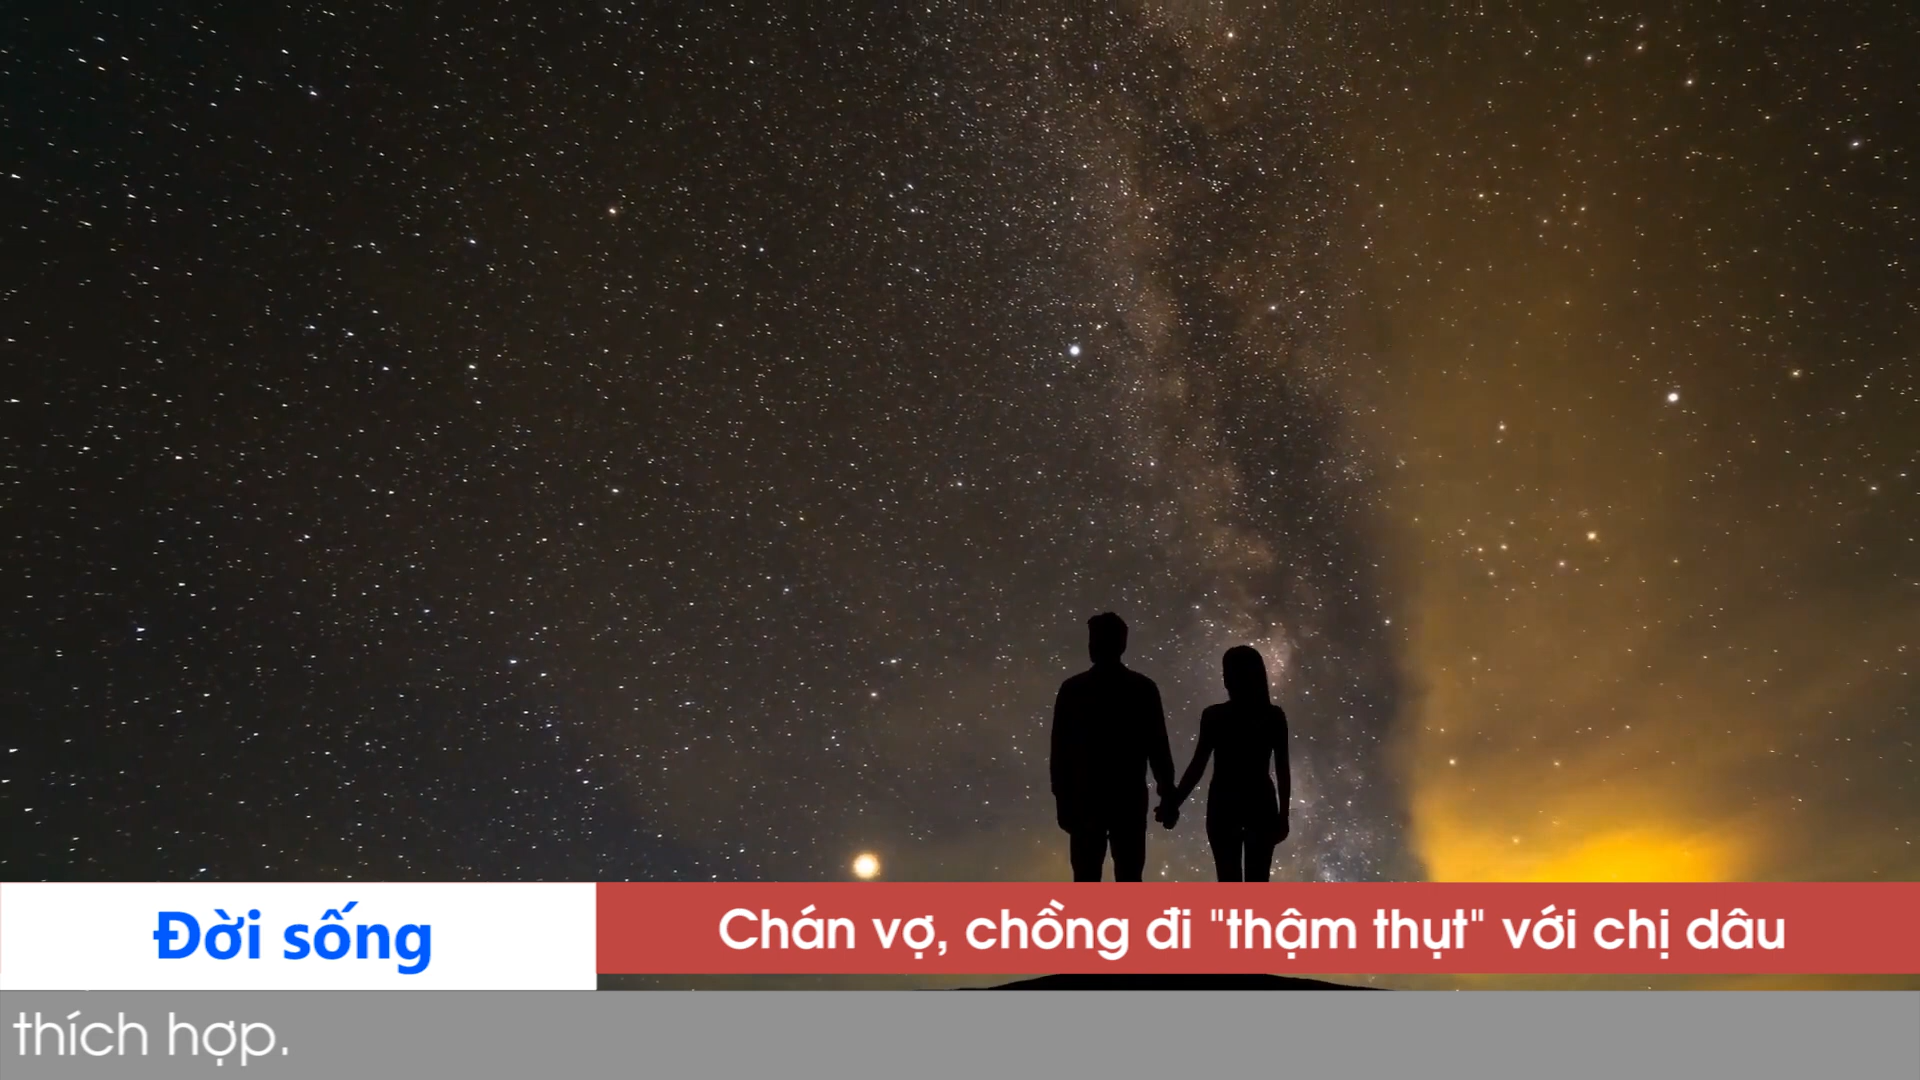 Đời sống
Chán vợ, chồng đi "thậm thụt" với chị dâu
thích hợp.